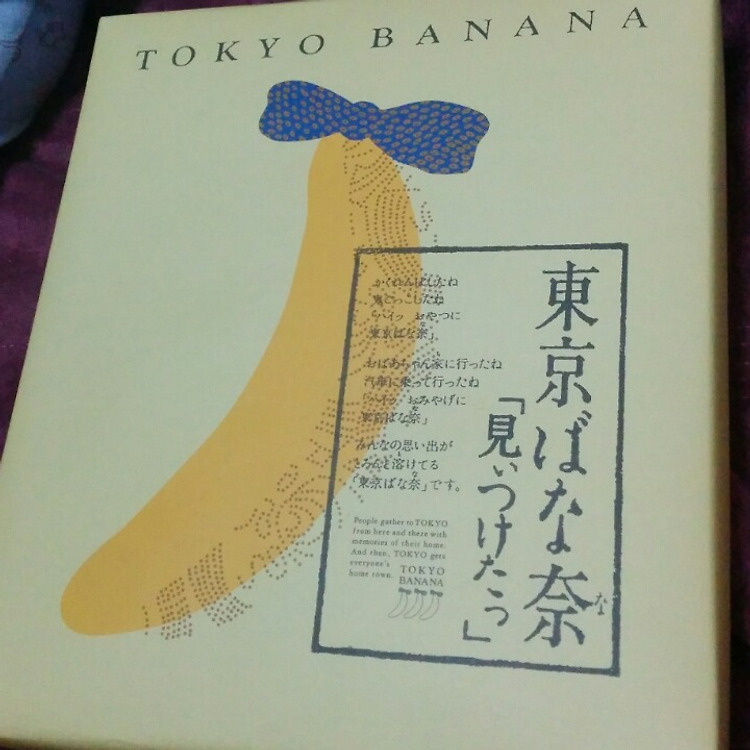 TOKYO BANANA
東京ばな奈
なな
「見ぃつけたっ」
かくれんぼしたね
鬼ごっこしたね
「ハイッ おやつに
東京ばな奈」
おばあちゃん家に行ったね
汽車に乗って行ったね
「ハイッ おみやげに
東京ばな奈」
みんなの思い出が
とろんと溶けてる
「東京ばな奈」です。
People gather to TOKYO
from here and there with
memories of their home.
And then, TOKYO gets
everyone's
home town.
TOKYO
BANANA